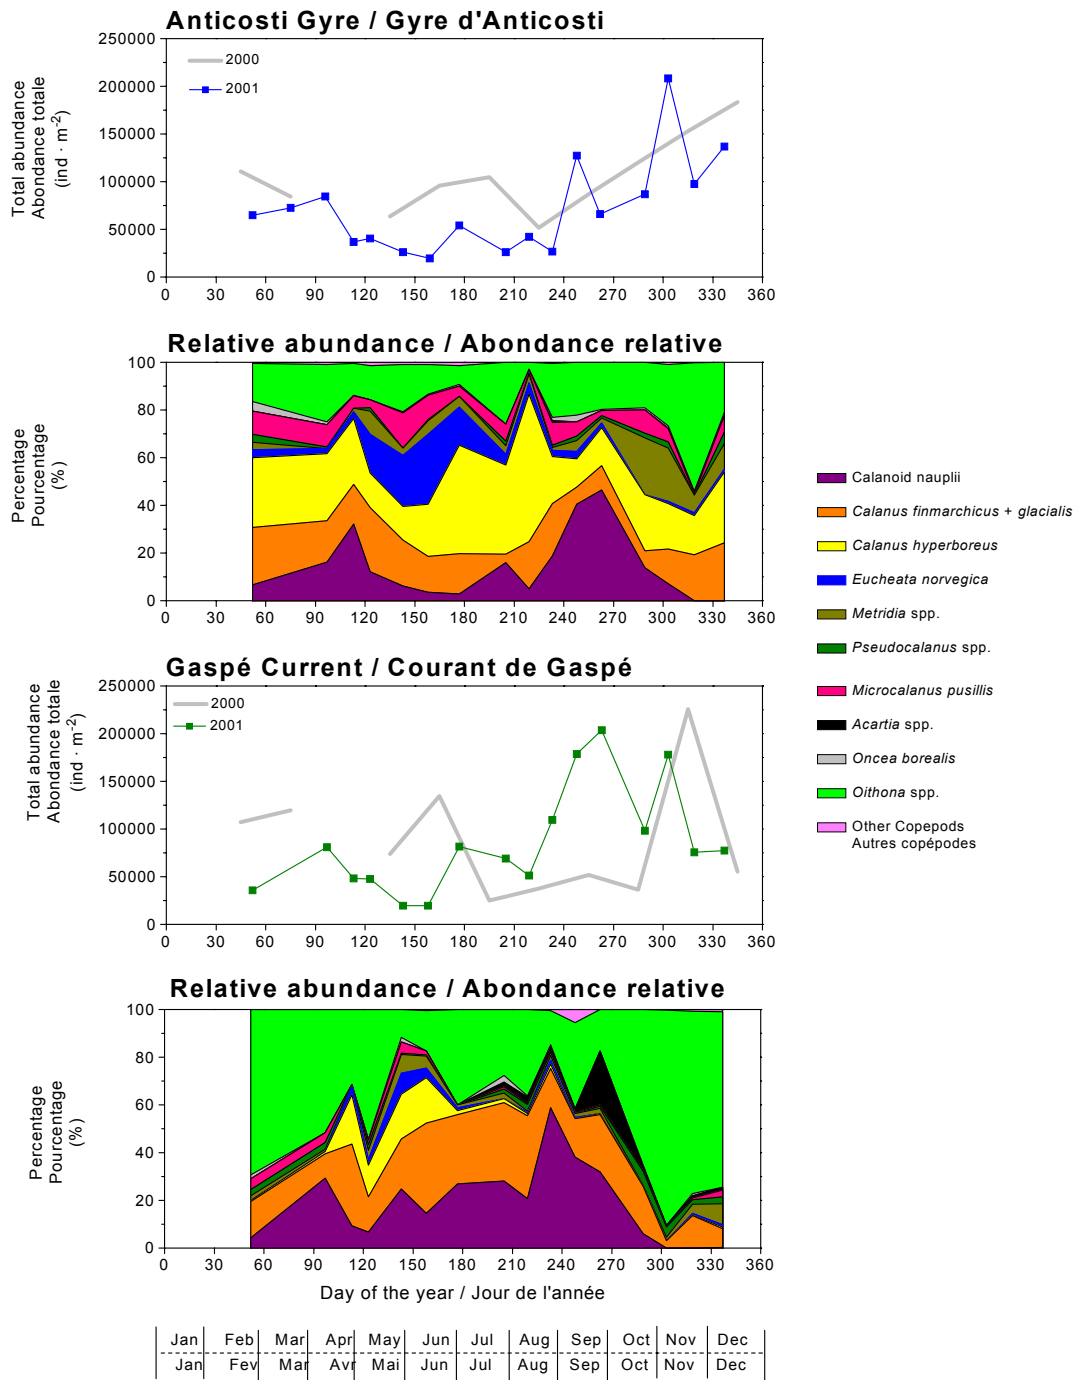 Anticosti Gyre / Gyre d'Anticosti
Total abundance
Abondance totale
(ind · m-2)
250000
200000
150000
100000
50000
0
2000
2001
0 30 60 90 120 150 180 210 240 270 300 330 360
Relative abundance / Abondance relative
Percentage
Pourcentage
(%)
100
80
60
40
20
0
0 30 60 90 120 150 180 210 240 270 300 330 360
Calanoid nauplii
Calanus finmarchicus + glacialis
Calanus hyperboreus
Eucheata norvegica
Metridia spp.
Pseudocalanus spp.
Microcalanus pusillis
Acartia spp.
Oncea borealis
Oithona spp.
Other Copepods
Autres copépodes
Gaspé Current / Courant de Gaspé
Total abundance
Abondance totale
(ind · m-2)
250000
200000
150000
100000
50000
0
2000
2001
0 30 60 90 120 150 180 210 240 270 300 330 360
Relative abundance / Abondance relative
Percentage
Pourcentage
(%)
100
80
60
40
20
0
0 30 60 90 120 150 180 210 240 270 300 330 360
Day of the year / Jour de l'année
Jan Feb Mar Apr May Jun Jul Aug Sep Oct Nov Dec
Jan Fev Mar Avr Mai Jun Jul Aug Sep Oct Nov Dec